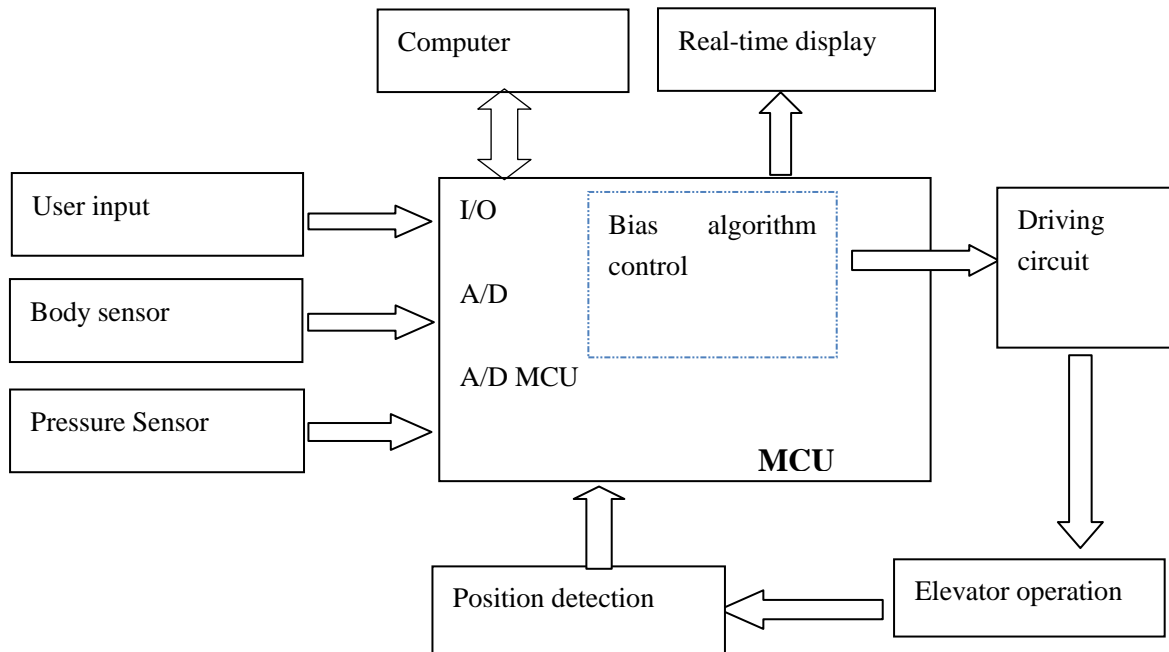 Computer
Real-time display
User input
I/O
Bias algorithm
control
Driving
circuit
Body sensor
A/D
Pressure Sensor
A/D MCU
MCU
Position detection
Elevator operation